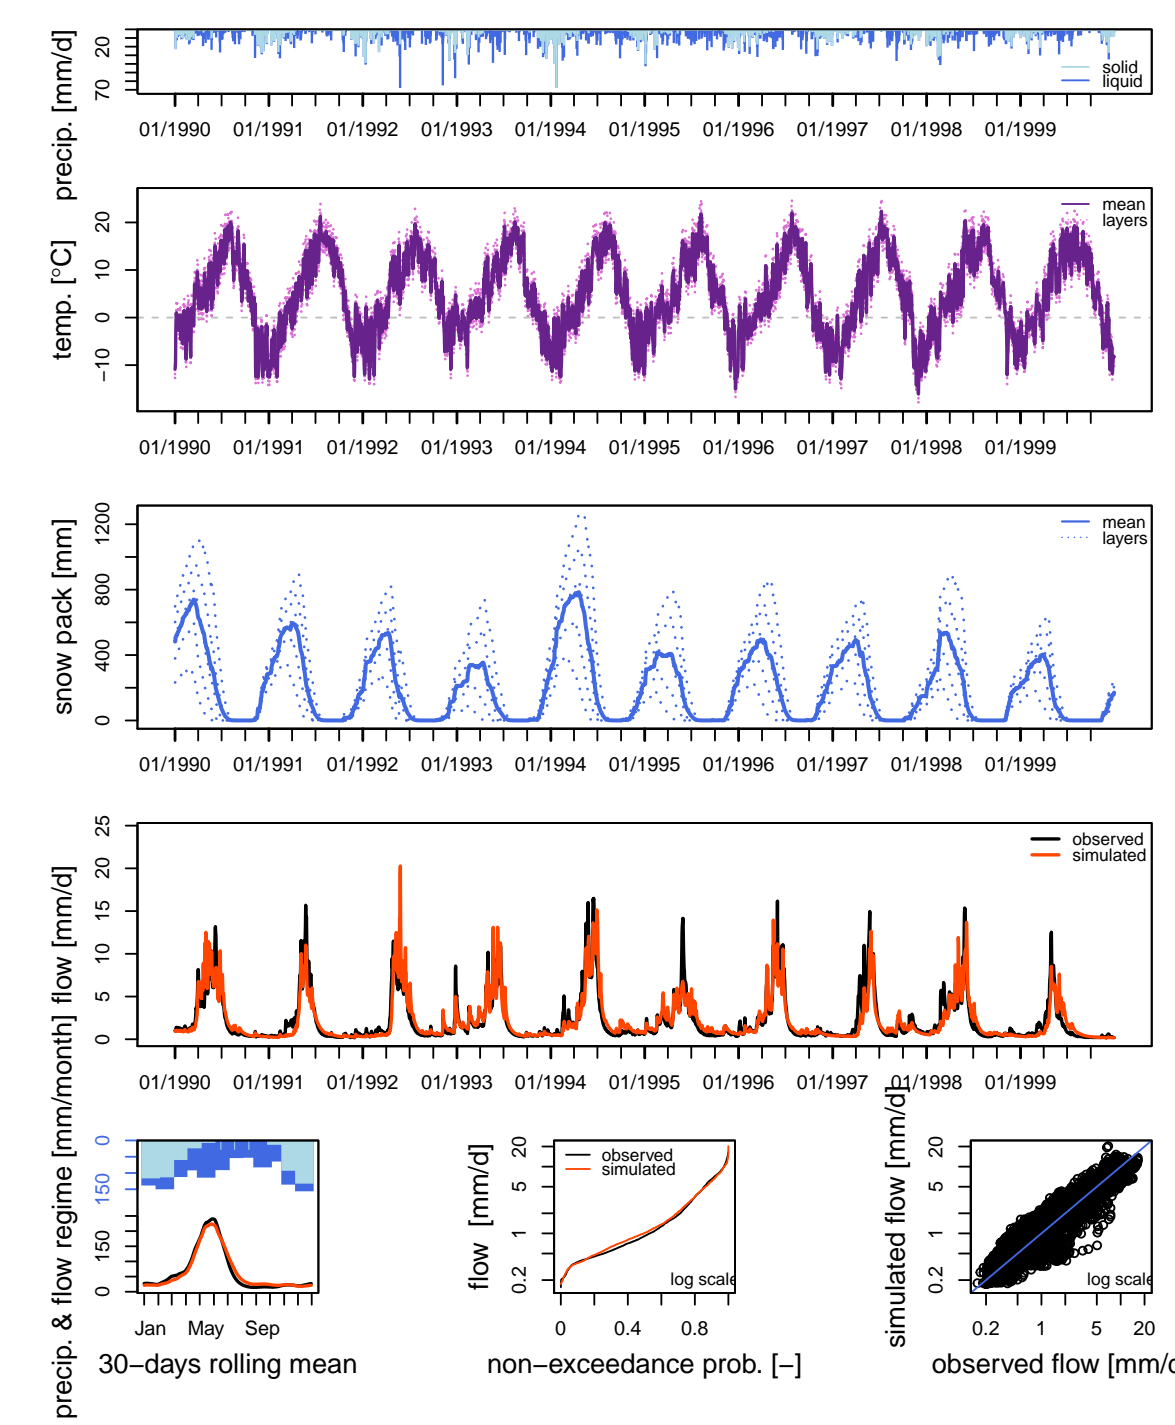 precip. [mm/d]
20
70
solid
liquid
01/1990 01/1991 01/1992 01/1993 01/1994 01/1995 01/1996 01/1997 01/1998 01/1999
temp. [°C]
20
10
0
−10
mean
layers
01/1990 01/1991 01/1992 01/1993 01/1994 01/1995 01/1996 01/1997 01/1998 01/1999
snow pack [mm]
1200
800
400
0
mean
layers
01/1990 01/1991 01/1992 01/1993 01/1994 01/1995 01/1996 01/1997 01/1998 01/1999
flow [mm/d]
25
20
15
10
5
0
observed
simulated
01/1990 01/1991 01/1992 01/1993 01/1994 01/1995 01/1996 01/1997 01/1998 01/1999
precip. & flow regime [mm/month]
0
150
150
0
Jan May Sep
30−days rolling mean
flow [mm/d]
20
5
1
0.2
observed
simulated
log scale
0 0.4 0.8
non−exceedance prob. [−]
simulated flow [mm/d]
20
5
1
0.2
log scale
0.2 1 5 20
observed flow [mm/d